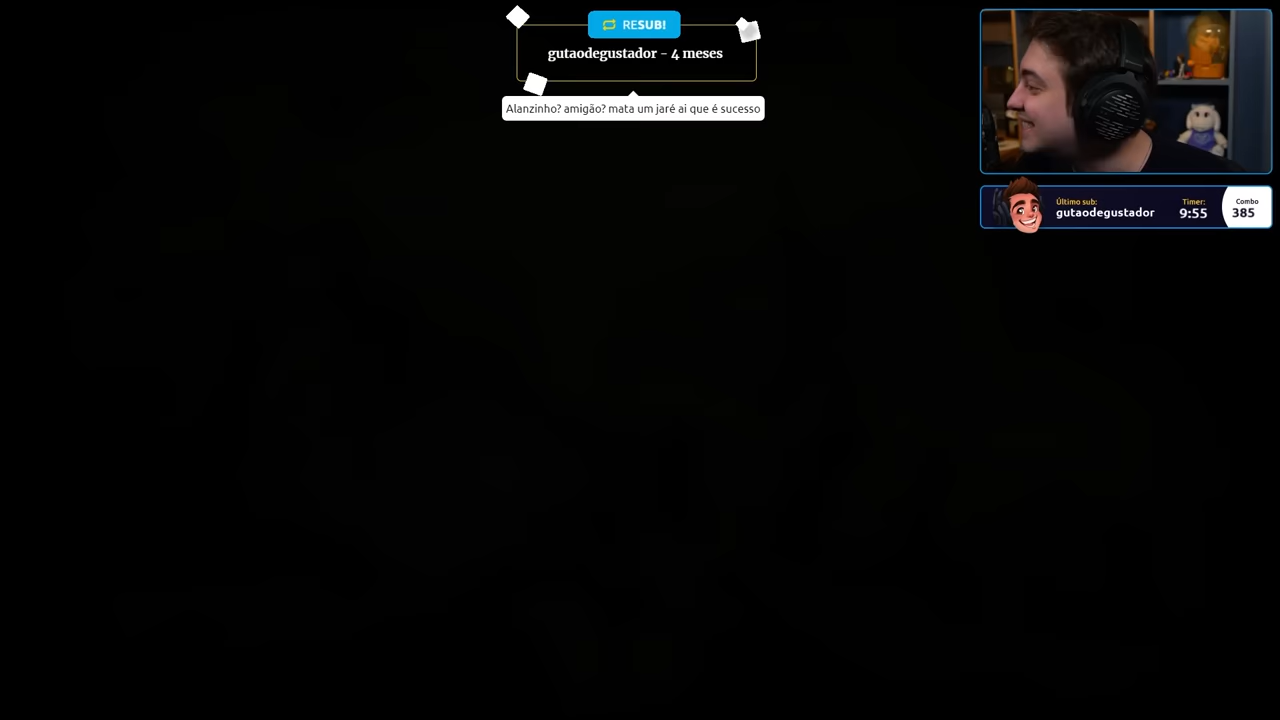 RESUB!
gutaodegustador - 4 meses
Alanzinho? amigão? mata um jaré ai que é sucesso
Último sub:
gutaodegustador
Timer:
9:55
Combo
385